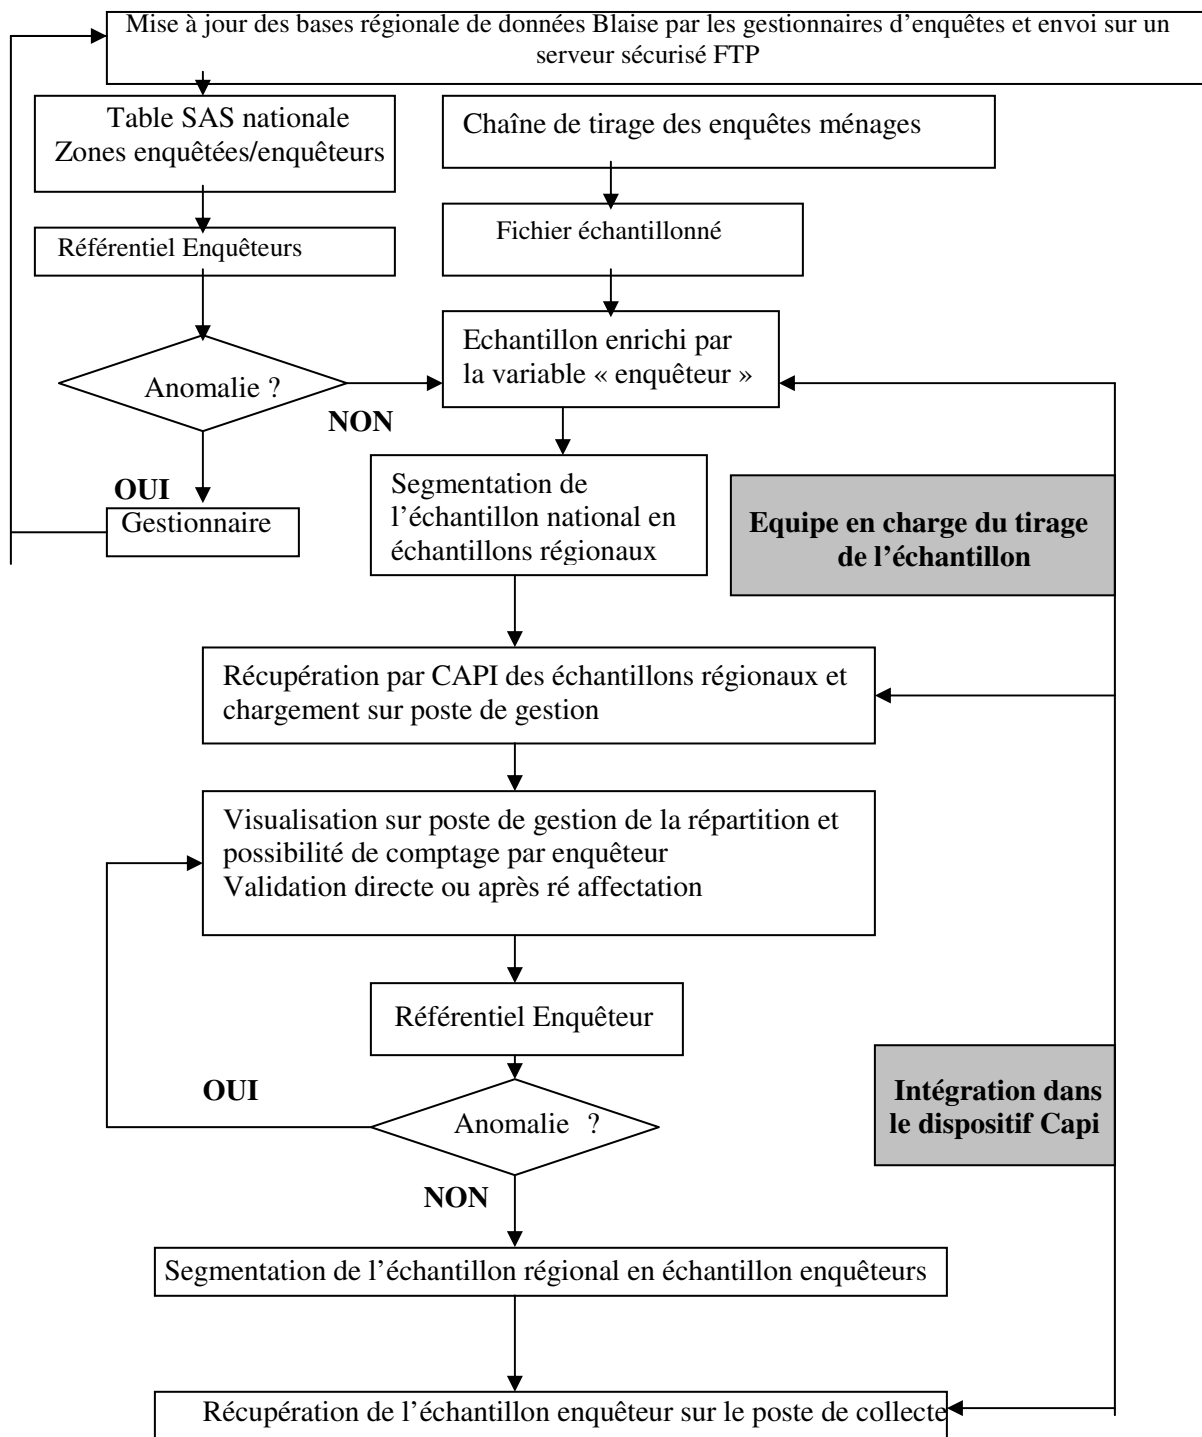 Mise à jour des bases régionale de données Blaise par les gestionnaires d’enquêtes et envoi sur un
serveur sécurisé FTP
Table SAS nationale
Zones enquêtées/enquêteurs
Chaîne de tirage des enquêtes ménages
Référentiel Enquêteurs
Fichier échantillonné
Anomalie ?
NON
Echantillon enrichi par
la variable « enquêteur »
OUI
Gestionnaire
Segmentation de
l’échantillon national en
échantillons régionaux
Equipe en charge du tirage
de l’échantillon
Récupération par CAPI des échantillons régionaux et
chargement sur poste de gestion
Visualisation sur poste de gestion de la répartition et
possibilité de comptage par enquêteur
Validation directe ou après ré affectation
Référentiel Enquêteur
OUI
Anomalie ?
NON
Intégration dans
le dispositif Capi
Segmentation de l’échantillon régional en échantillon enquêteurs
Récupération de l’échantillon enquêteur sur le poste de collecte